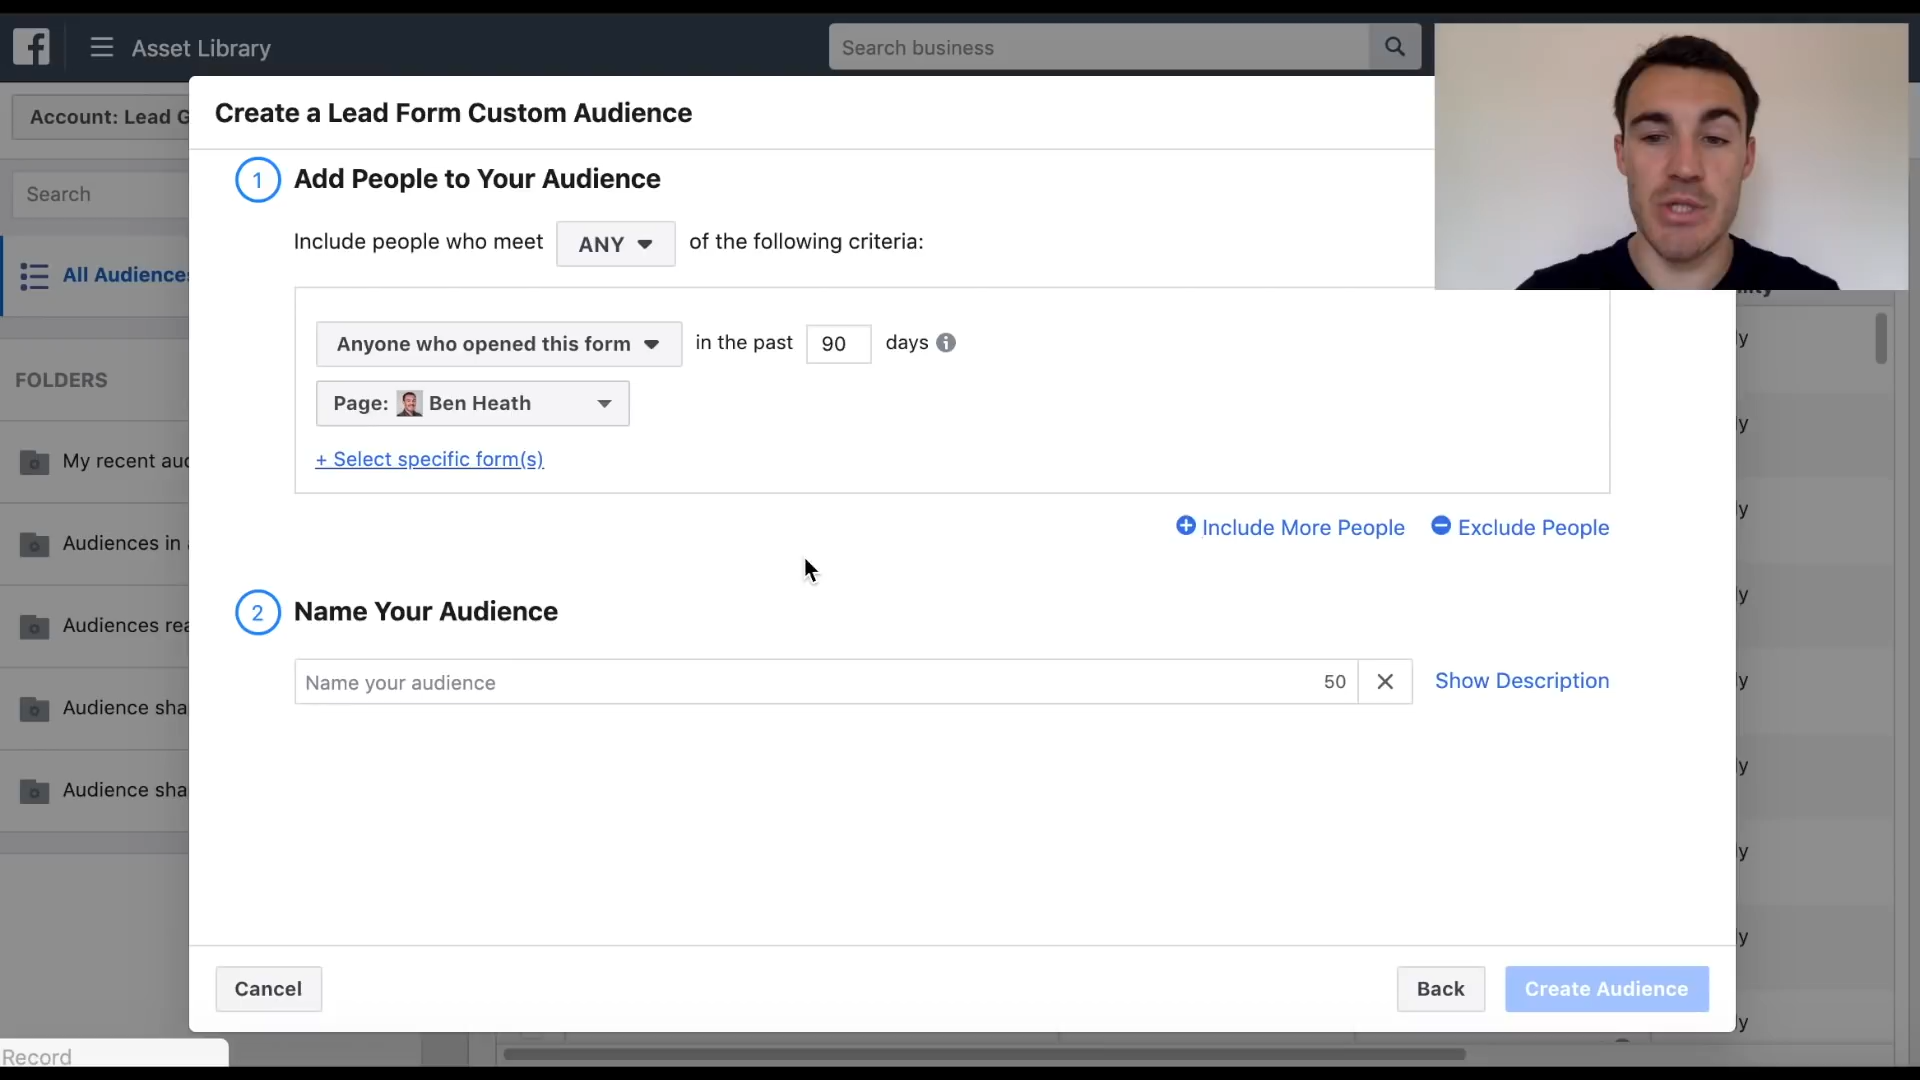 Asset Library
Search business
Account: Lead G
Create a Lead Form Custom Audience
Search
1 Add People to Your Audience
Include people who meet ANY of the following criteria:
All Audiences
Anyone who opened this form in the past 90 days
FOLDERS
Page: Ben Heath
+ Select specific form(s)
My recent aud
Include More People Exclude People
Audiences in a
2 Name Your Audience
Audiences rea
Name your audience 50 Show Description
Audience sha
Audience sha
Cancel Back Create Audience
Record